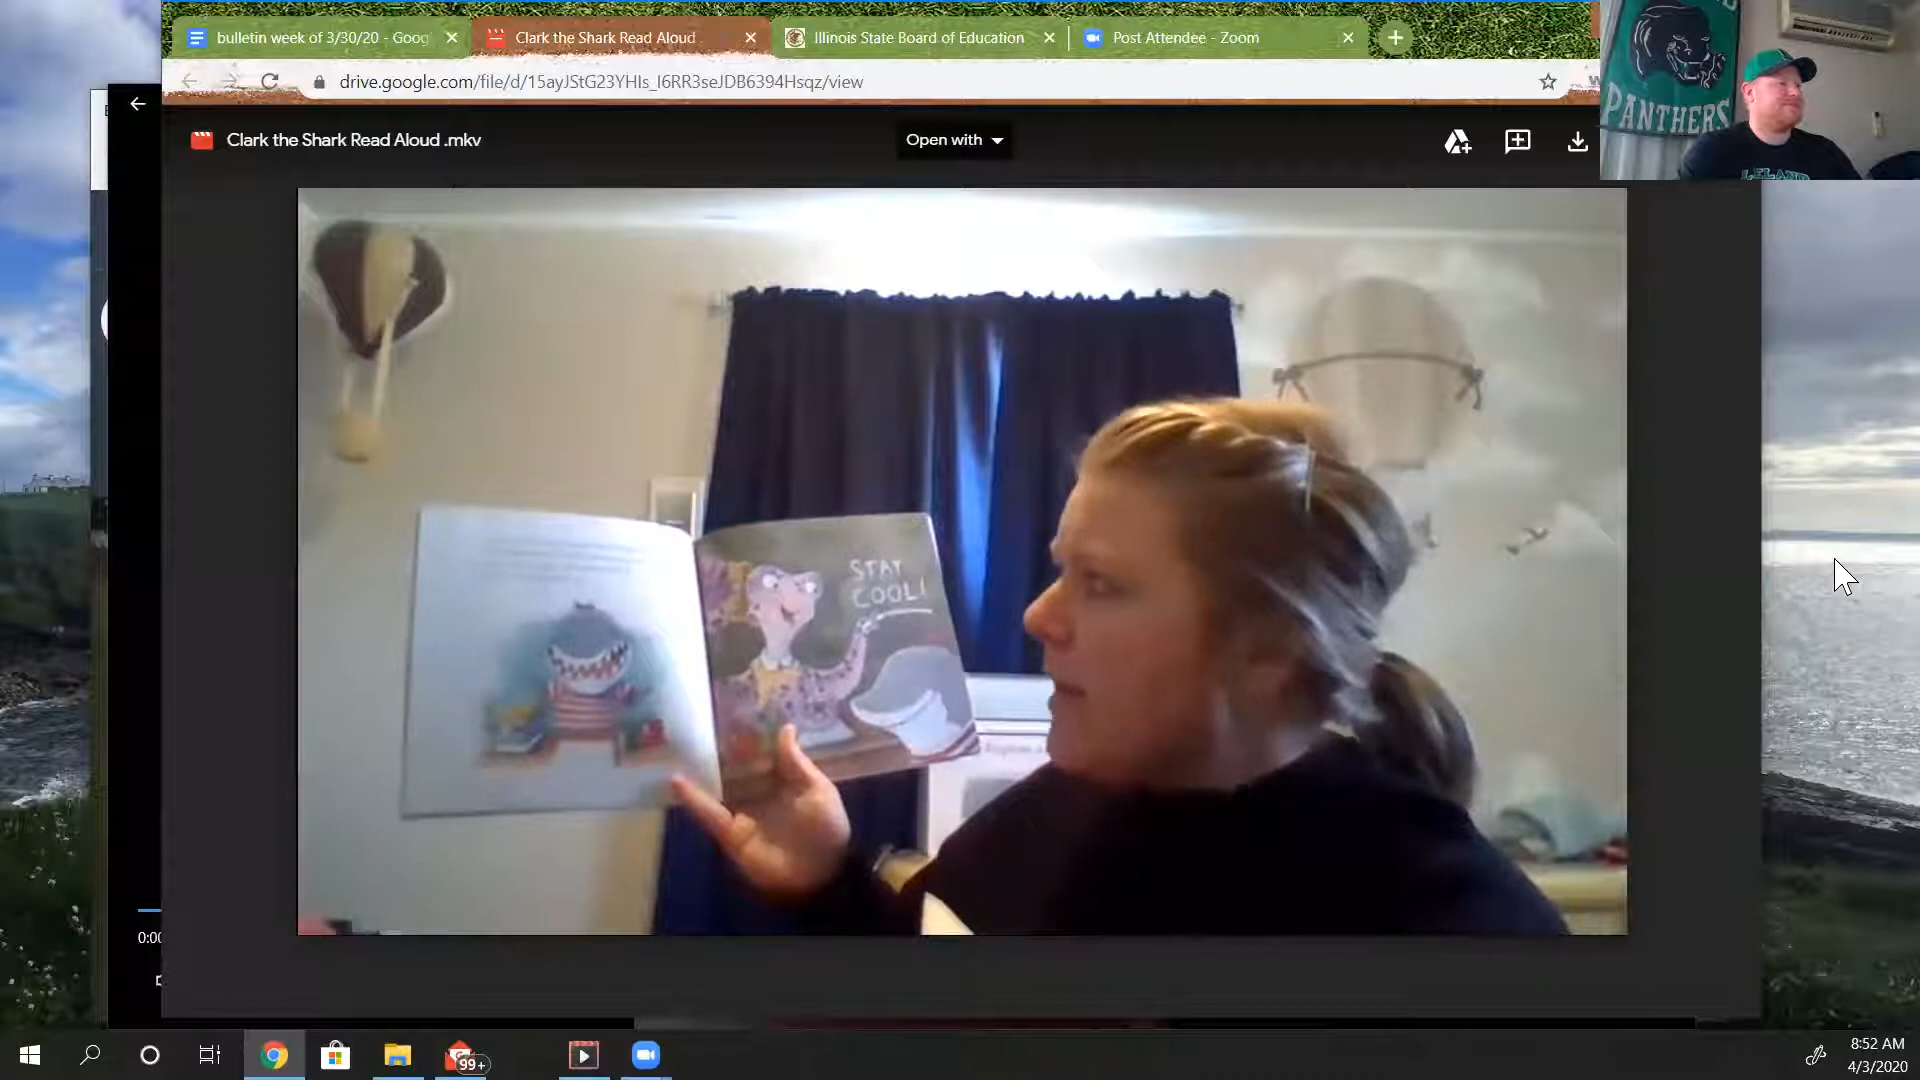 bulletin week of 3/30/20 - Goog
Clark the Shark Read Aloud
Illinois State Board of Education
Post Attendee - Zoom
drive.google.com/file/d/15ayJStG23YHIs_I6RR3seJDB6394Hsqz/view
Clark the Shark Read Aloud .mkv
Open with
PANTHERS
LELAND
STAY
COOL!
0:00
99+
8:52 AM
4/3/2020